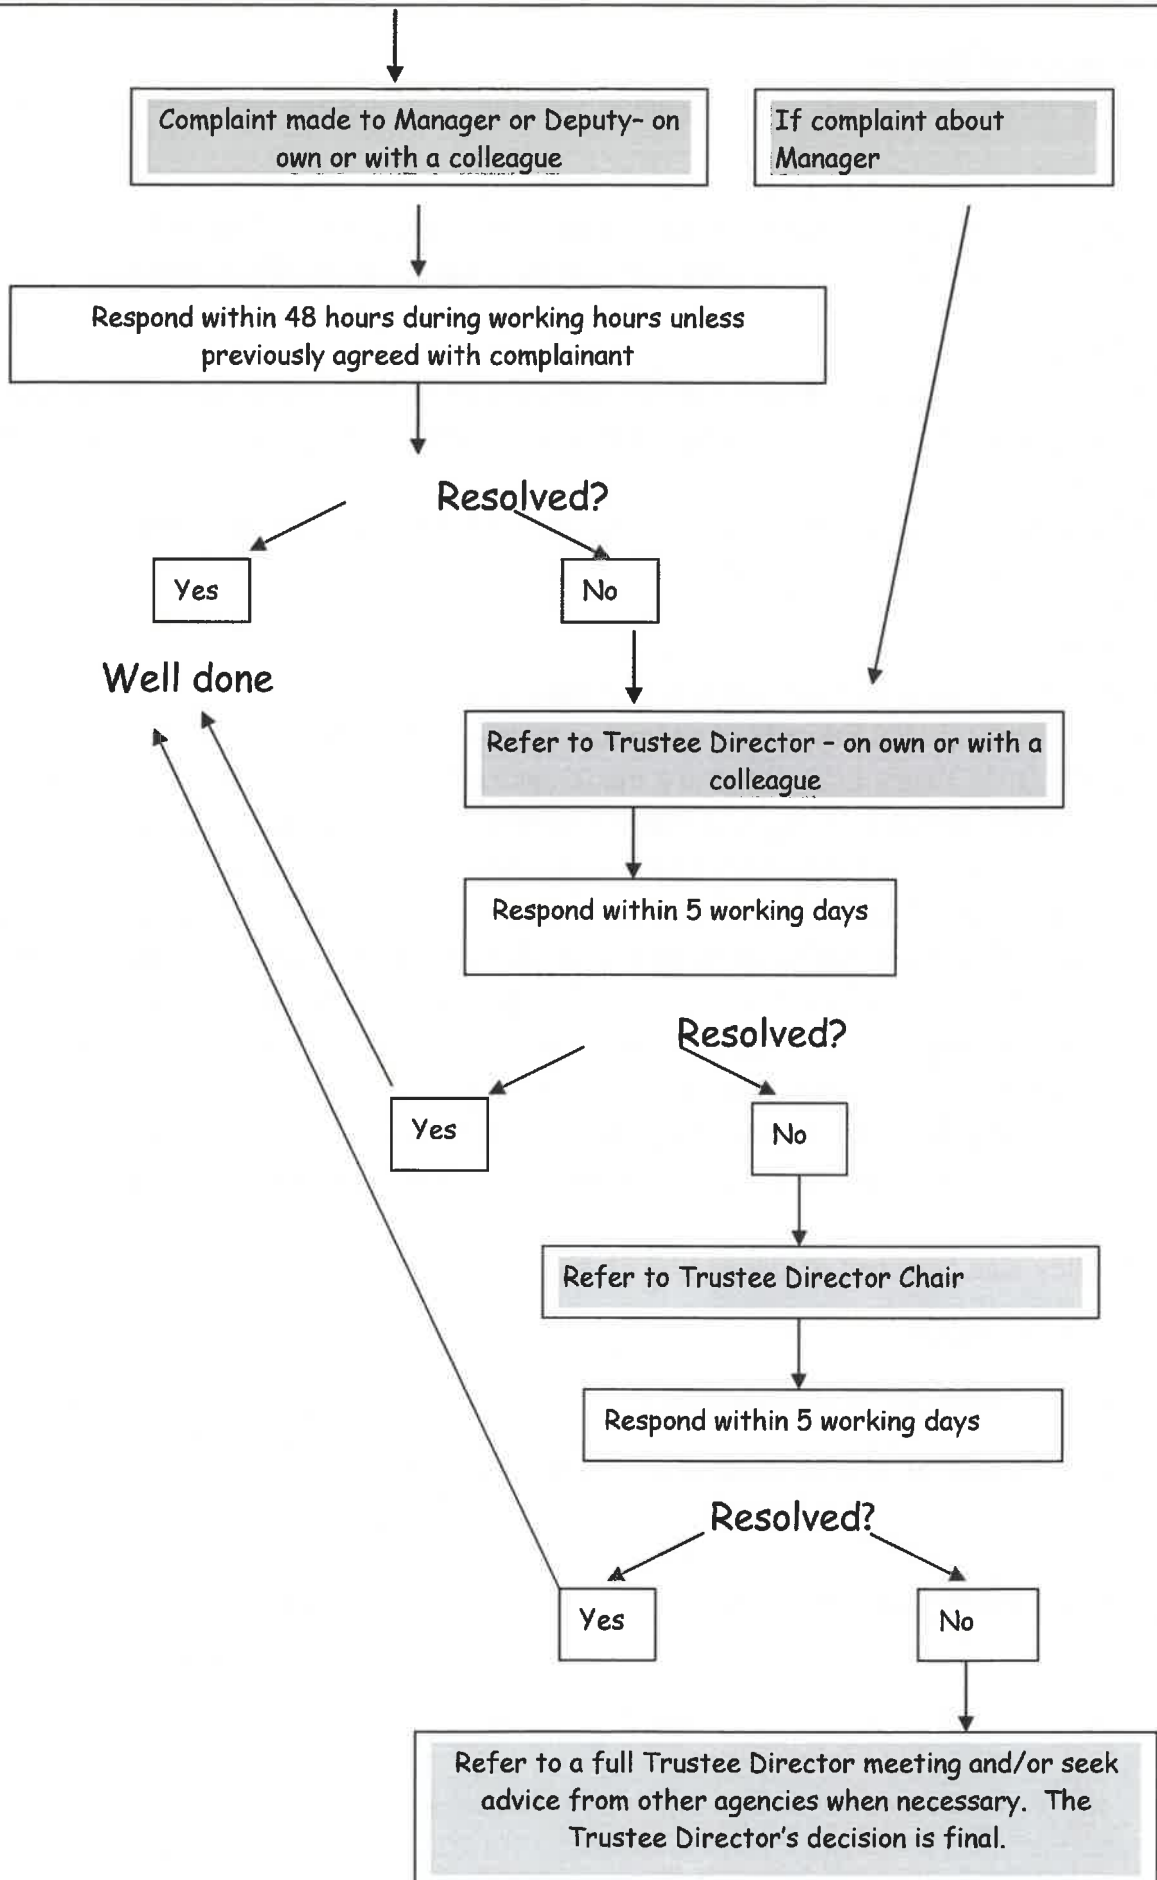 Complaint made to Manager or Deputy- on
own or with a colleague
If complaint about
Manager
Respond within 48 hours during working hours unless
previously agreed with complainant
Resolved?
Yes
No
Well done
Refer to Trustee Director - on own or with a
colleague
Respond within 5 working days
Resolved?
Yes
No
Refer to Trustee Director Chair
Respond within 5 working days
Resolved?
Yes
No
Refer to a full Trustee Director meeting and/or seek
advice from other agencies when necessary. The
Trustee Director's decision is final.